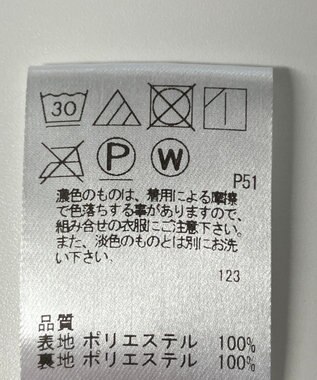 30
P W
P51
濃色のものは、着用による摩擦
で色落ちする事がありますので、
組み合せの衣服にご注意下さい。
また、淡色のものとは別にお洗
い下さい。
123
品質
表地 ポリエステル 100%
裏地 ポリエステル 100%